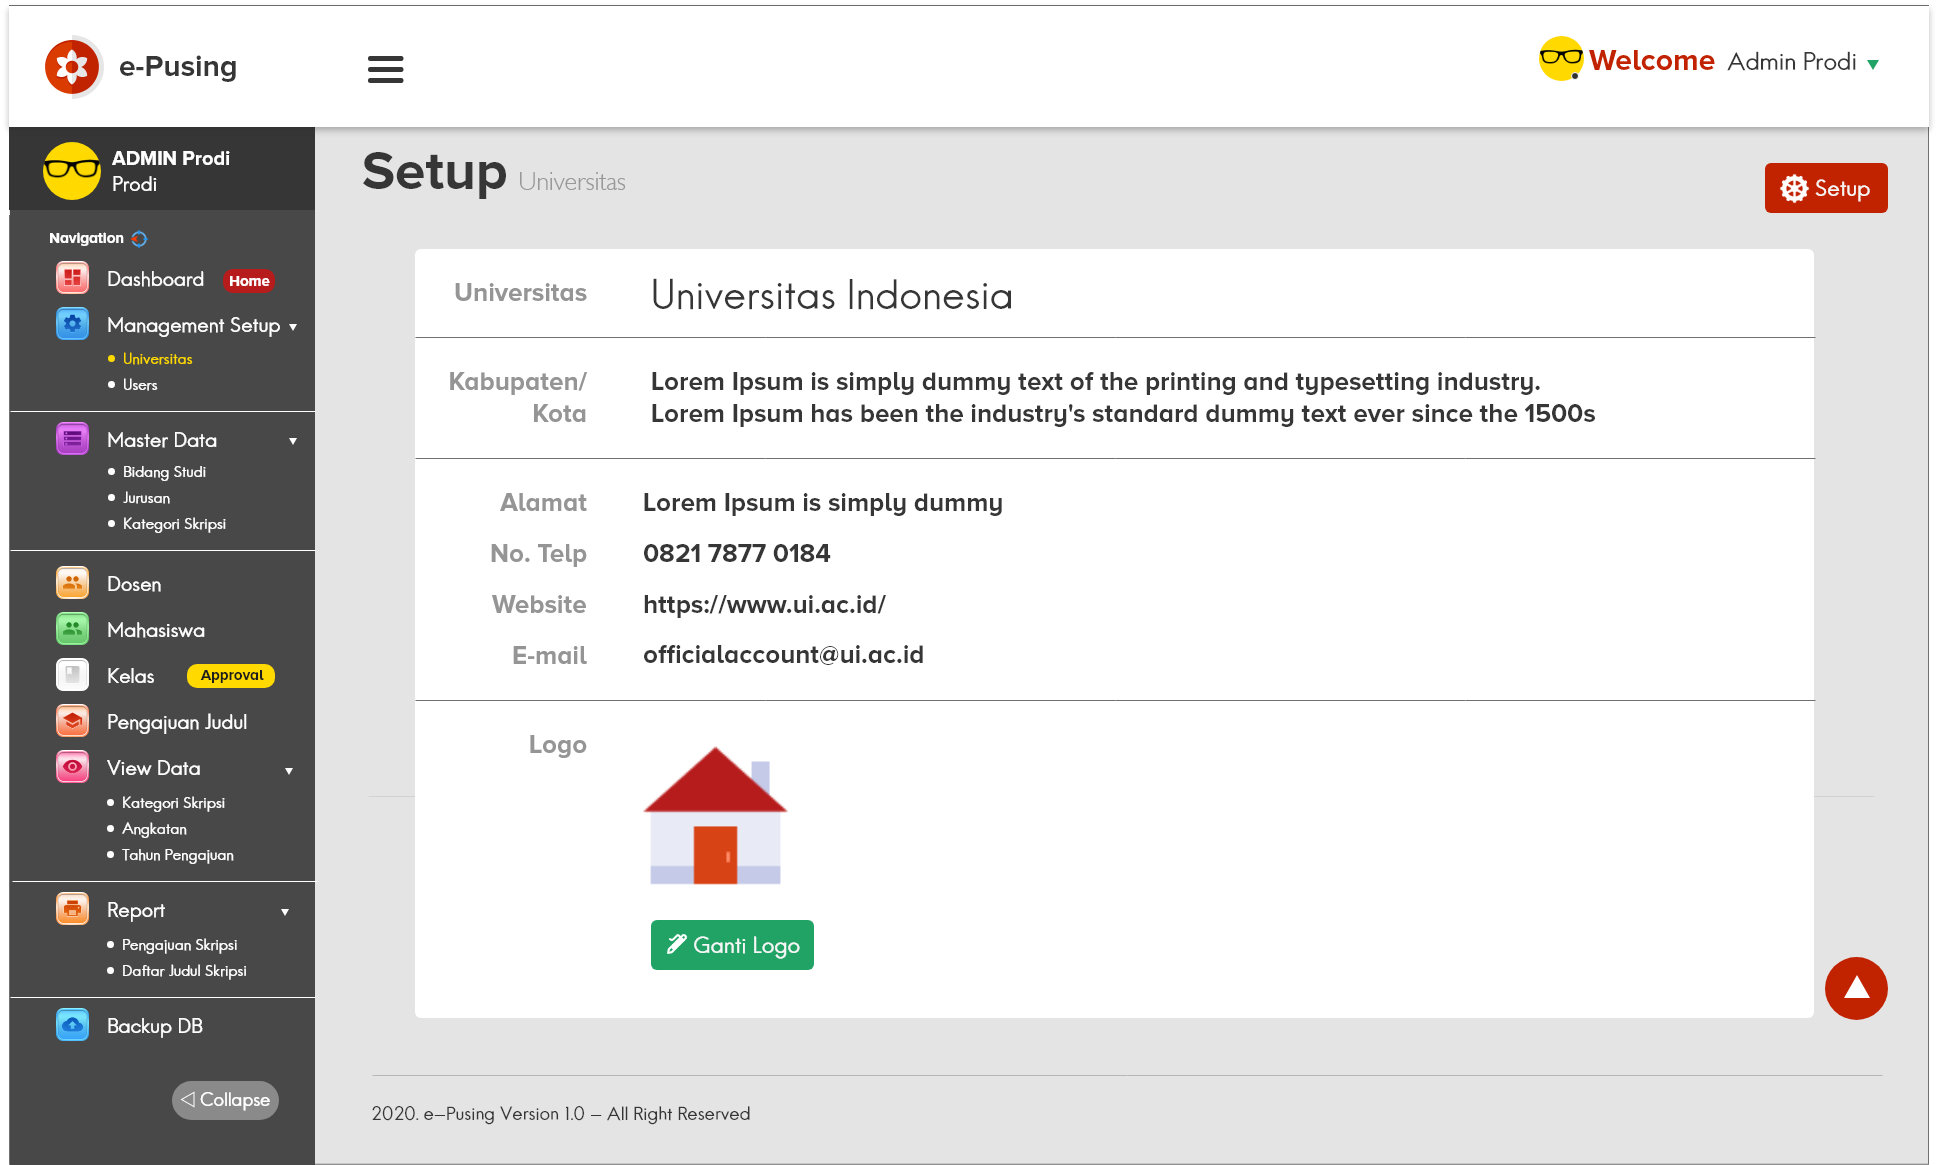 e-Pusing
Welcome Admin Prodi
ADMIN Prodi
Prodi
Navigation
Dashboard Home
Management Setup
Universitas
Users
Master Data
Bidang Studi
Jurusan
Kategori Skripsi
Dosen
Mahasiswa
Kelas Approval
Pengajuan Judul
View Data
Kategori Skripsi
Angkatan
Tahun Pengajuan
Report
Pengajuan Skripsi
Daftar Judul Skripsi
Backup DB
Collapse
Setup Universitas
Setup
Universitas Universitas Indonesia
Kabupaten/ Lorem Ipsum is simply dummy text of the printing and typesetting industry.
Kota Lorem Ipsum has been the industry's standard dummy text ever since the 1500s
Alamat Lorem Ipsum is simply dummy
No. Telp 0821 7877 0184
Website https://www.ui.ac.id/
E-mail officialaccount@ui.ac.id
Logo
Ganti Logo
2020. e-Pusing Version 1.0 - All Right Reserved